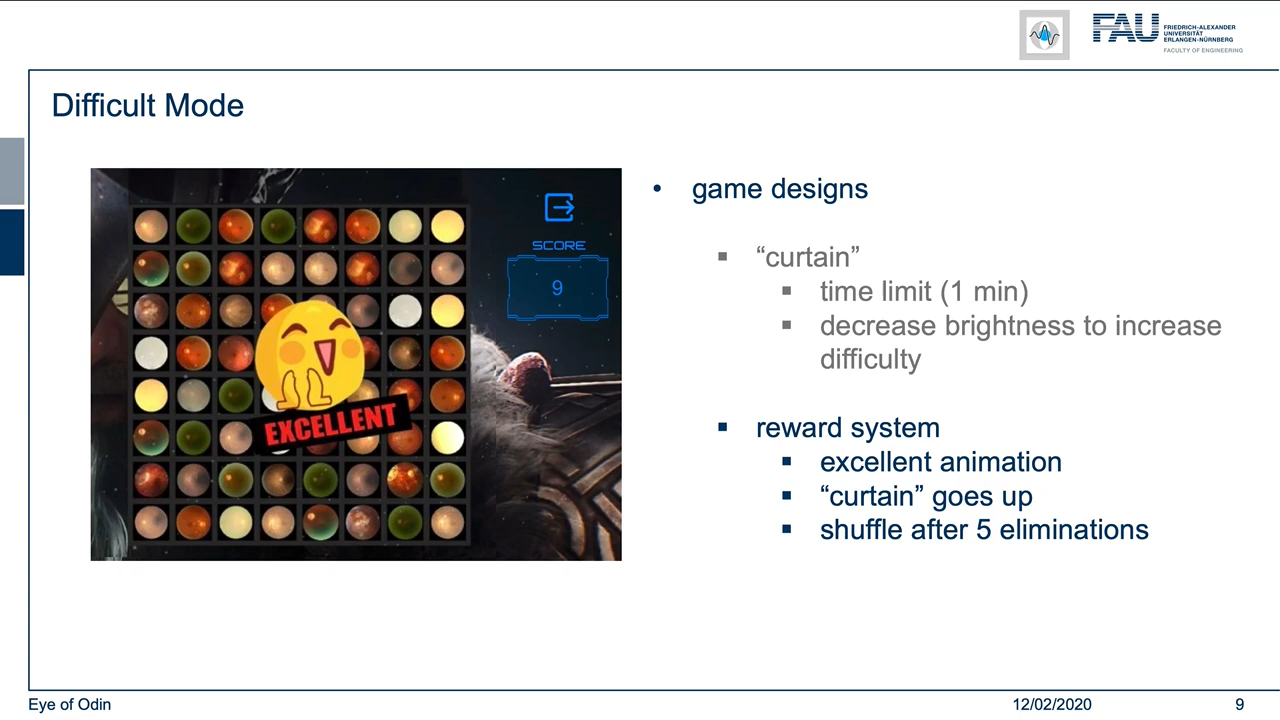 FAU
FRIEDRICH-ALEXANDER
UNIVERSITÄT
ERLANGEN-NÜRNBERG
FACULTY OF ENGINEERING
Difficult Mode
SCORE
9
EXCELLENT
• game designs
▪ “curtain”
▪ time limit (1 min)
▪ decrease brightness to increase
difficulty
▪ reward system
▪ excellent animation
▪ “curtain” goes up
▪ shuffle after 5 eliminations
Eye of Odin
12/02/2020
9